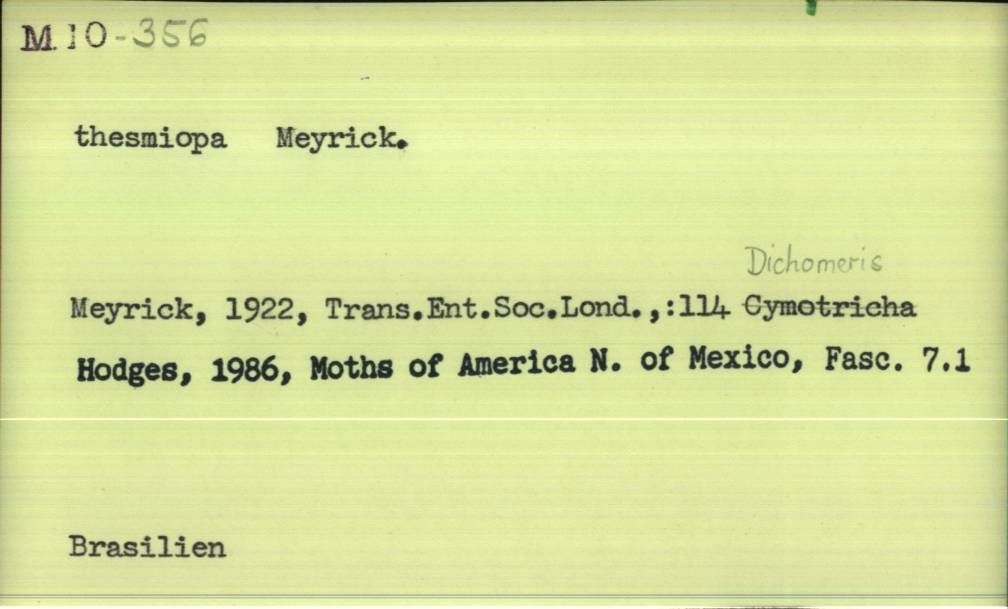 M10-356
thesmiopa Meyrick.
Dichomeris
Meyrick, 1922, Trans.Ent.Soc.Lond.,:114 Cymotricha
Hodges, 1986, Moths of America N. of Mexico, Fasc. 7.1
Brasilien